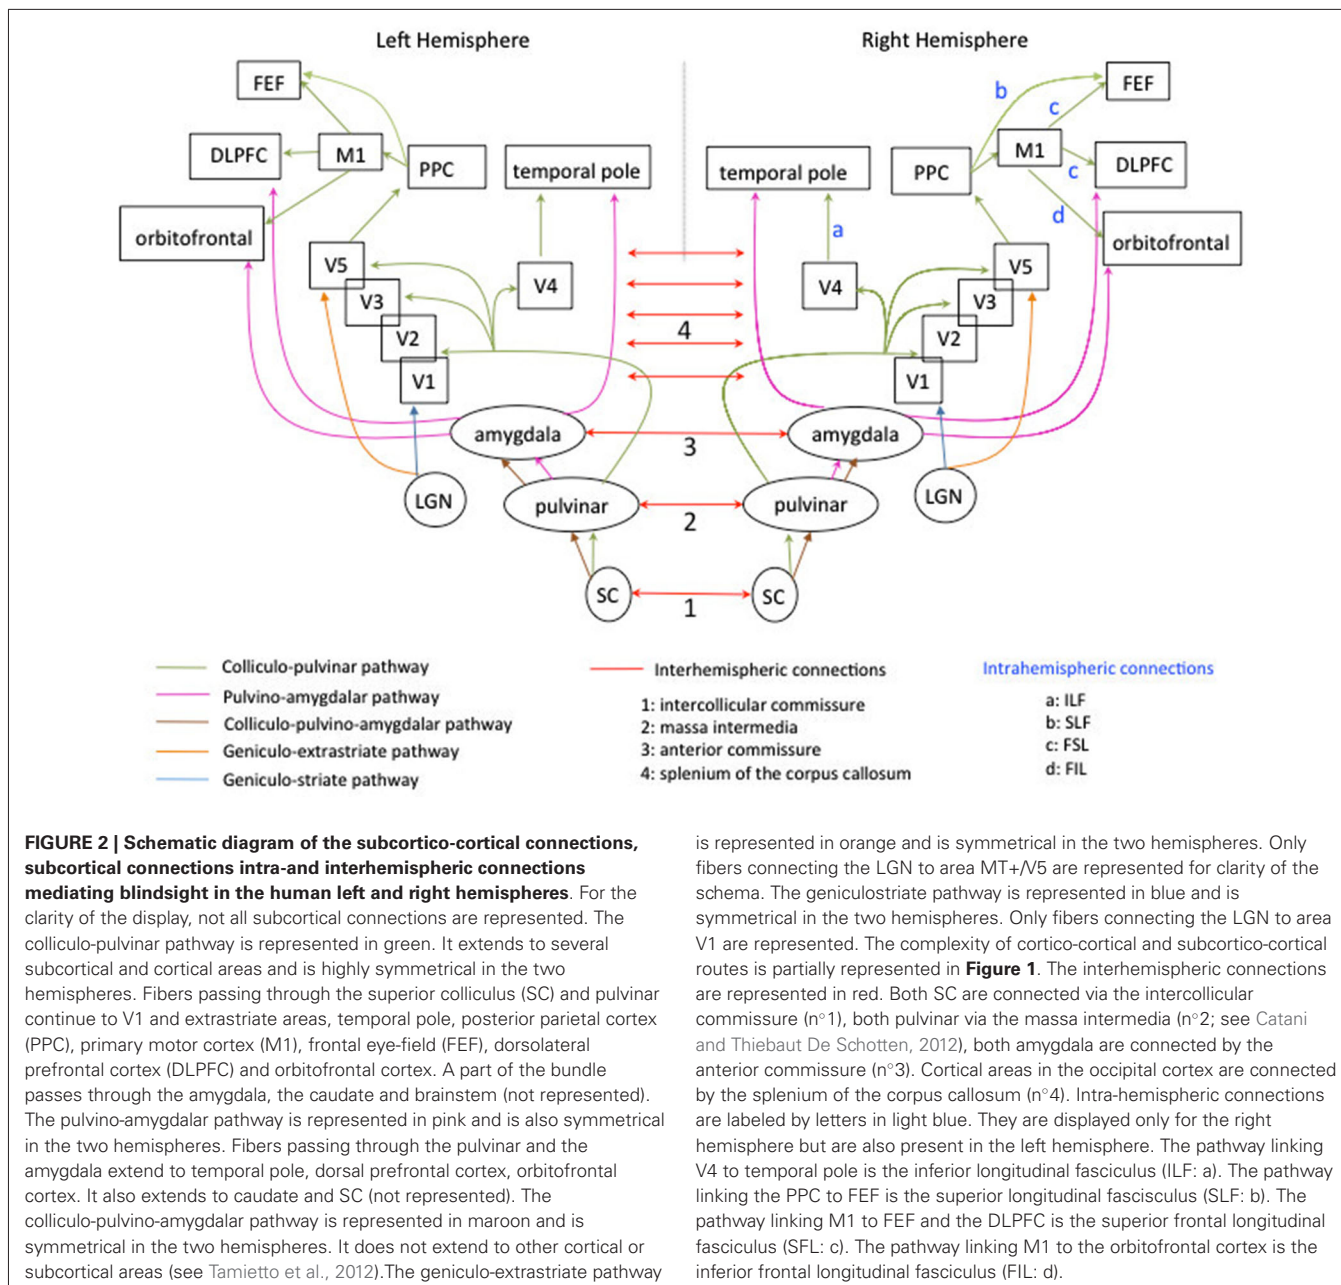 Left Hemisphere
Right Hemisphere
FEF
DLPFC
M1
PPC
temporal pole
orbitofrontal
V5
V3
V2
V1
V4
amygdala
LGN
pulvinar
SC
4
3
2
1
temporal pole
PPC
M1
FEF
DLPFC
orbitofrontal
b
c
c
d
a
V4
V5
V3
V2
V1
amygdala
LGN
pulvinar
SC
Colliculo-pulvinar pathway
Pulvino-amygdalar pathway
Colliculo-pulvino-amygdalar pathway
Geniculo-extrastriate pathway
Geniculo-striate pathway
Interhemispheric connections
1: intercollicular commissure
2: massa intermedia
3: anterior commissure
4: splenium of the corpus callosum
Intrahemispheric connections
a: ILF
b: SLF
c: FSL
d: FIL
FIGURE 2 | Schematic diagram of the subcortico-cortical connections,
subcortical connections intra-and interhemispheric connections
mediating blindsight in the human left and right hemispheres. For the
clarity of the display, not all subcortical connections are represented. The
colliculo-pulvinar pathway is represented in green. It extends to several
subcortical and cortical areas and is highly symmetrical in the two
hemispheres. Fibers passing through the superior colliculus (SC) and pulvinar
continue to V1 and extrastriate areas, temporal pole, posterior parietal cortex
(PPC), primary motor cortex (M1), frontal eye-field (FEF), dorsolateral
prefrontal cortex (DLPFC) and orbitofrontal cortex. A part of the bundle
passes through the amygdala, the caudate and brainstem (not represented).
The pulvino-amygdalar pathway is represented in pink and is also symmetrical
in the two hemispheres. Fibers passing through the pulvinar and the
amygdala extend to temporal pole, dorsal prefrontal cortex, orbitofrontal
cortex. It also extends to caudate and SC (not represented). The
colliculo-pulvino-amygdalar pathway is represented in maroon and is
symmetrical in the two hemispheres. It does not extend to other cortical or
subcortical areas (see Tamietto et al., 2012).The geniculo-extrastriate pathway
is represented in orange and is symmetrical in the two hemispheres. Only
fibers connecting the LGN to area MT+/V5 are represented for clarity of the
schema. The geniculostriate pathway is represented in blue and is
symmetrical in the two hemispheres. Only fibers connecting the LGN to area
V1 are represented. The complexity of cortico-cortical and subcortico-cortical
routes is partially represented in Figure 1. The interhemispheric connections
are represented in red. Both SC are connected via the intercollicular
commissure (n°1), both pulvinar via the massa intermedia (n°2; see Catani
and Thiebaut De Schotten, 2012), both amygdala are connected by the
anterior commissure (n°3). Cortical areas in the occipital cortex are connected
by the splenium of the corpus callosum (n°4). Intra-hemispheric connections
are labeled by letters in light blue. They are displayed only for the right
hemisphere but are also present in the left hemisphere. The pathway linking
V4 to temporal pole is the inferior longitudinal fasciculus (ILF: a). The pathway
linking the PPC to FEF is the superior longitudinal fascisculus (SLF: b). The
pathway linking M1 to FEF and the DLPFC is the superior frontal longitudinal
fasciculus (SFL: c). The pathway linking M1 to the orbitofrontal cortex is the
inferior frontal longitudinal fasciculus (FIL: d).